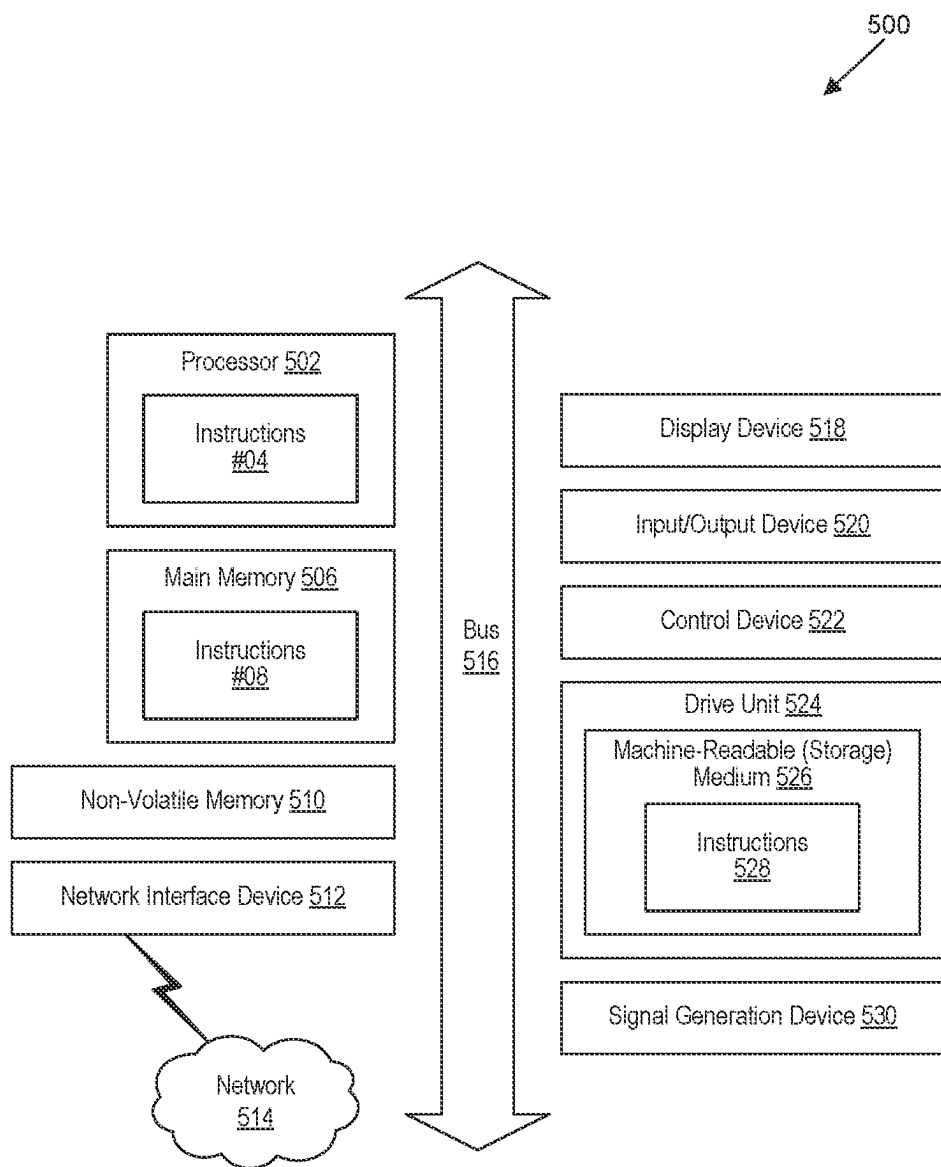 500
Processor 502
Instructions
#04
Main Memory 506
Instructions
#08
Non-Volatile Memory 510
Network Interface Device 512
Network
514
Bus
516
Display Device 518
Input/Output Device 520
Control Device 522
Drive Unit 524
Machine-Readable (Storage)
Medium 526
Instructions
528
Signal Generation Device 530